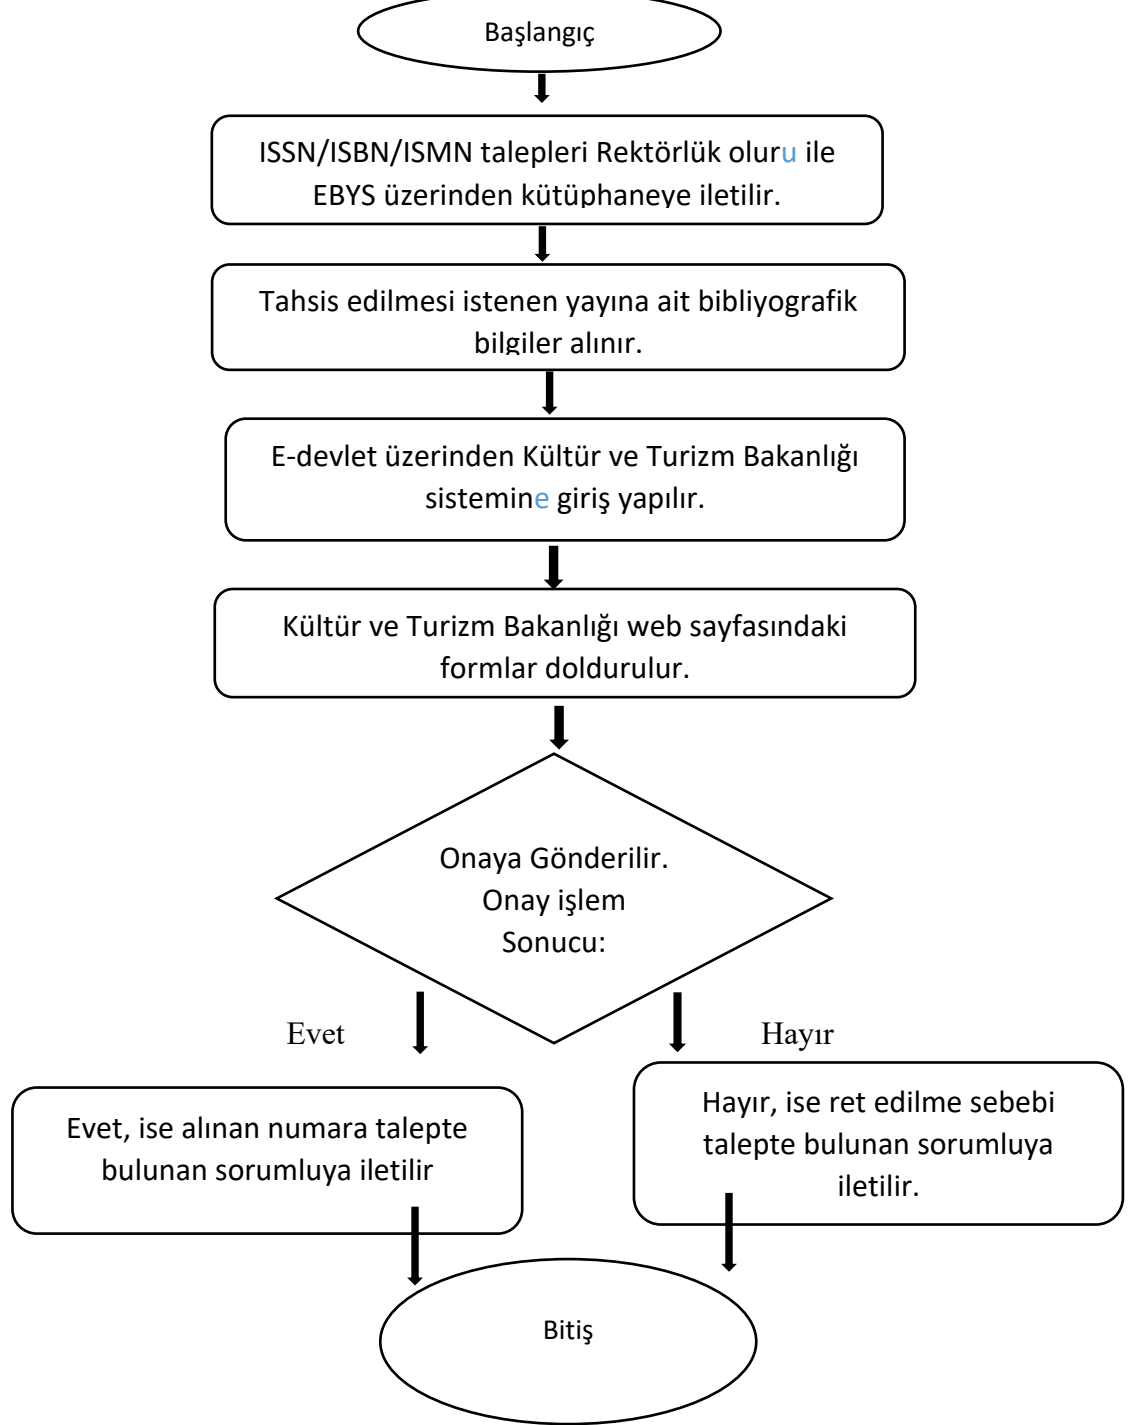 Başlangıç
ISSN/ISBN/ISMN talepleri Rektörlük oluru ile
EBYS üzerinden kütüphaneye iletilir.
Tahsis edilmesi istenen yayına ait bibliyografik
bilgiler alınır.
E-devlet üzerinden Kültür ve Turizm Bakanlığı
sistemine giriş yapılır.
Kültür ve Turizm Bakanlığı web sayfasındaki
formlar doldurulur.
Onaya Gönderilir.
Onay işlem
Sonucu:
Evet
Hayır
Evet, ise alınan numara talepte
bulunan sorumluya iletilir
Hayır, ise ret edilme sebebi
talepte bulunan sorumluya
iletilir.
Bitiş